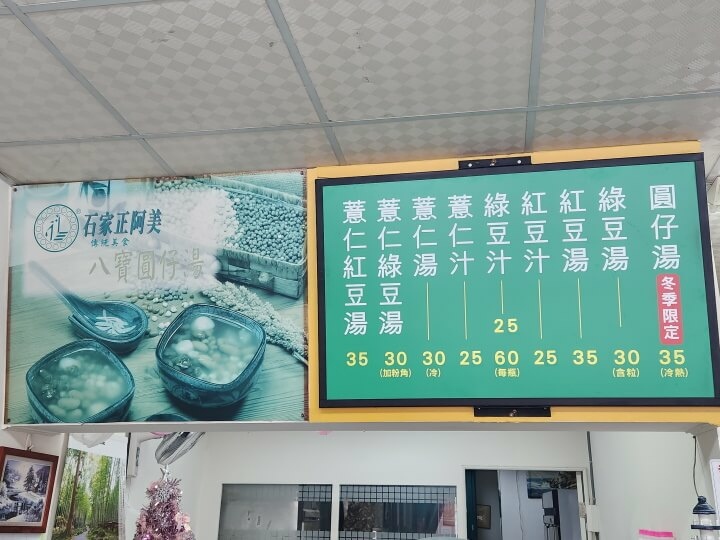 石家正阿美
傳統美食
八寶圓仔湯
圓仔湯 冬季限定 35 (冷熱)
綠豆湯 30 (含粒)
紅豆湯 35
紅豆汁 25
綠豆汁 25 60 (每瓶)
薏仁汁 25
薏仁湯 30 (冷)
薏仁綠豆湯 30 (加粉角)
薏仁紅豆湯 35